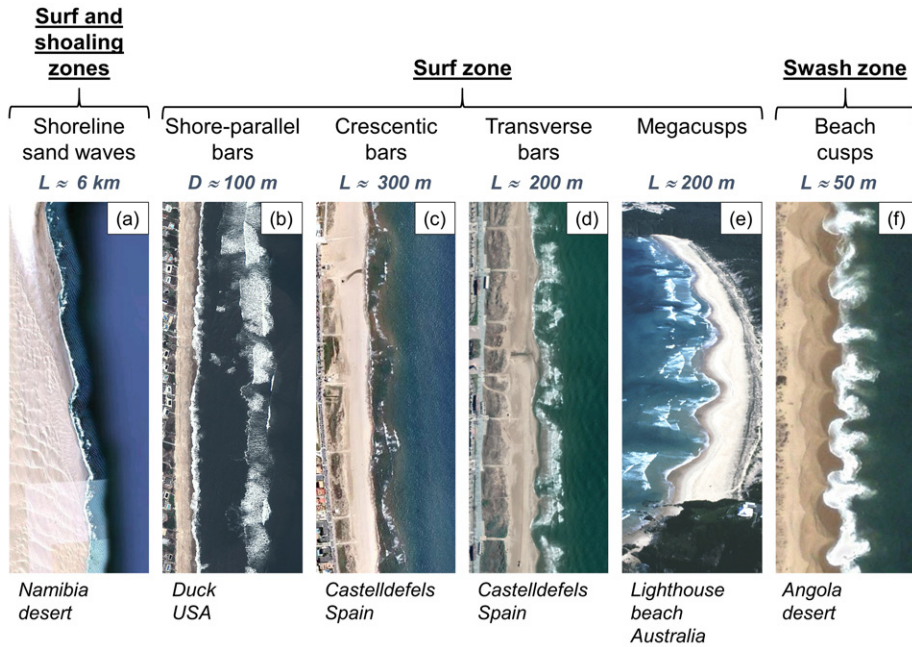 Surf and
shoaling
zones
Surf zone
Swash zone
Shoreline
sand waves
Shore-parallel
bars
Crescentic
bars
Transverse
bars
Megacusps
Beach
cusps
L ≈ 6 km
D ≈ 100 m
L ≈ 300 m
L ≈ 200 m
L ≈ 200 m
L ≈ 50 m
(a)
(b)
(c)
(d)
(e)
(f)
Namibia
desert
Duck
USA
Castelldefels
Spain
Castelldefels
Spain
Lighthouse
beach
Australia
Angola
desert